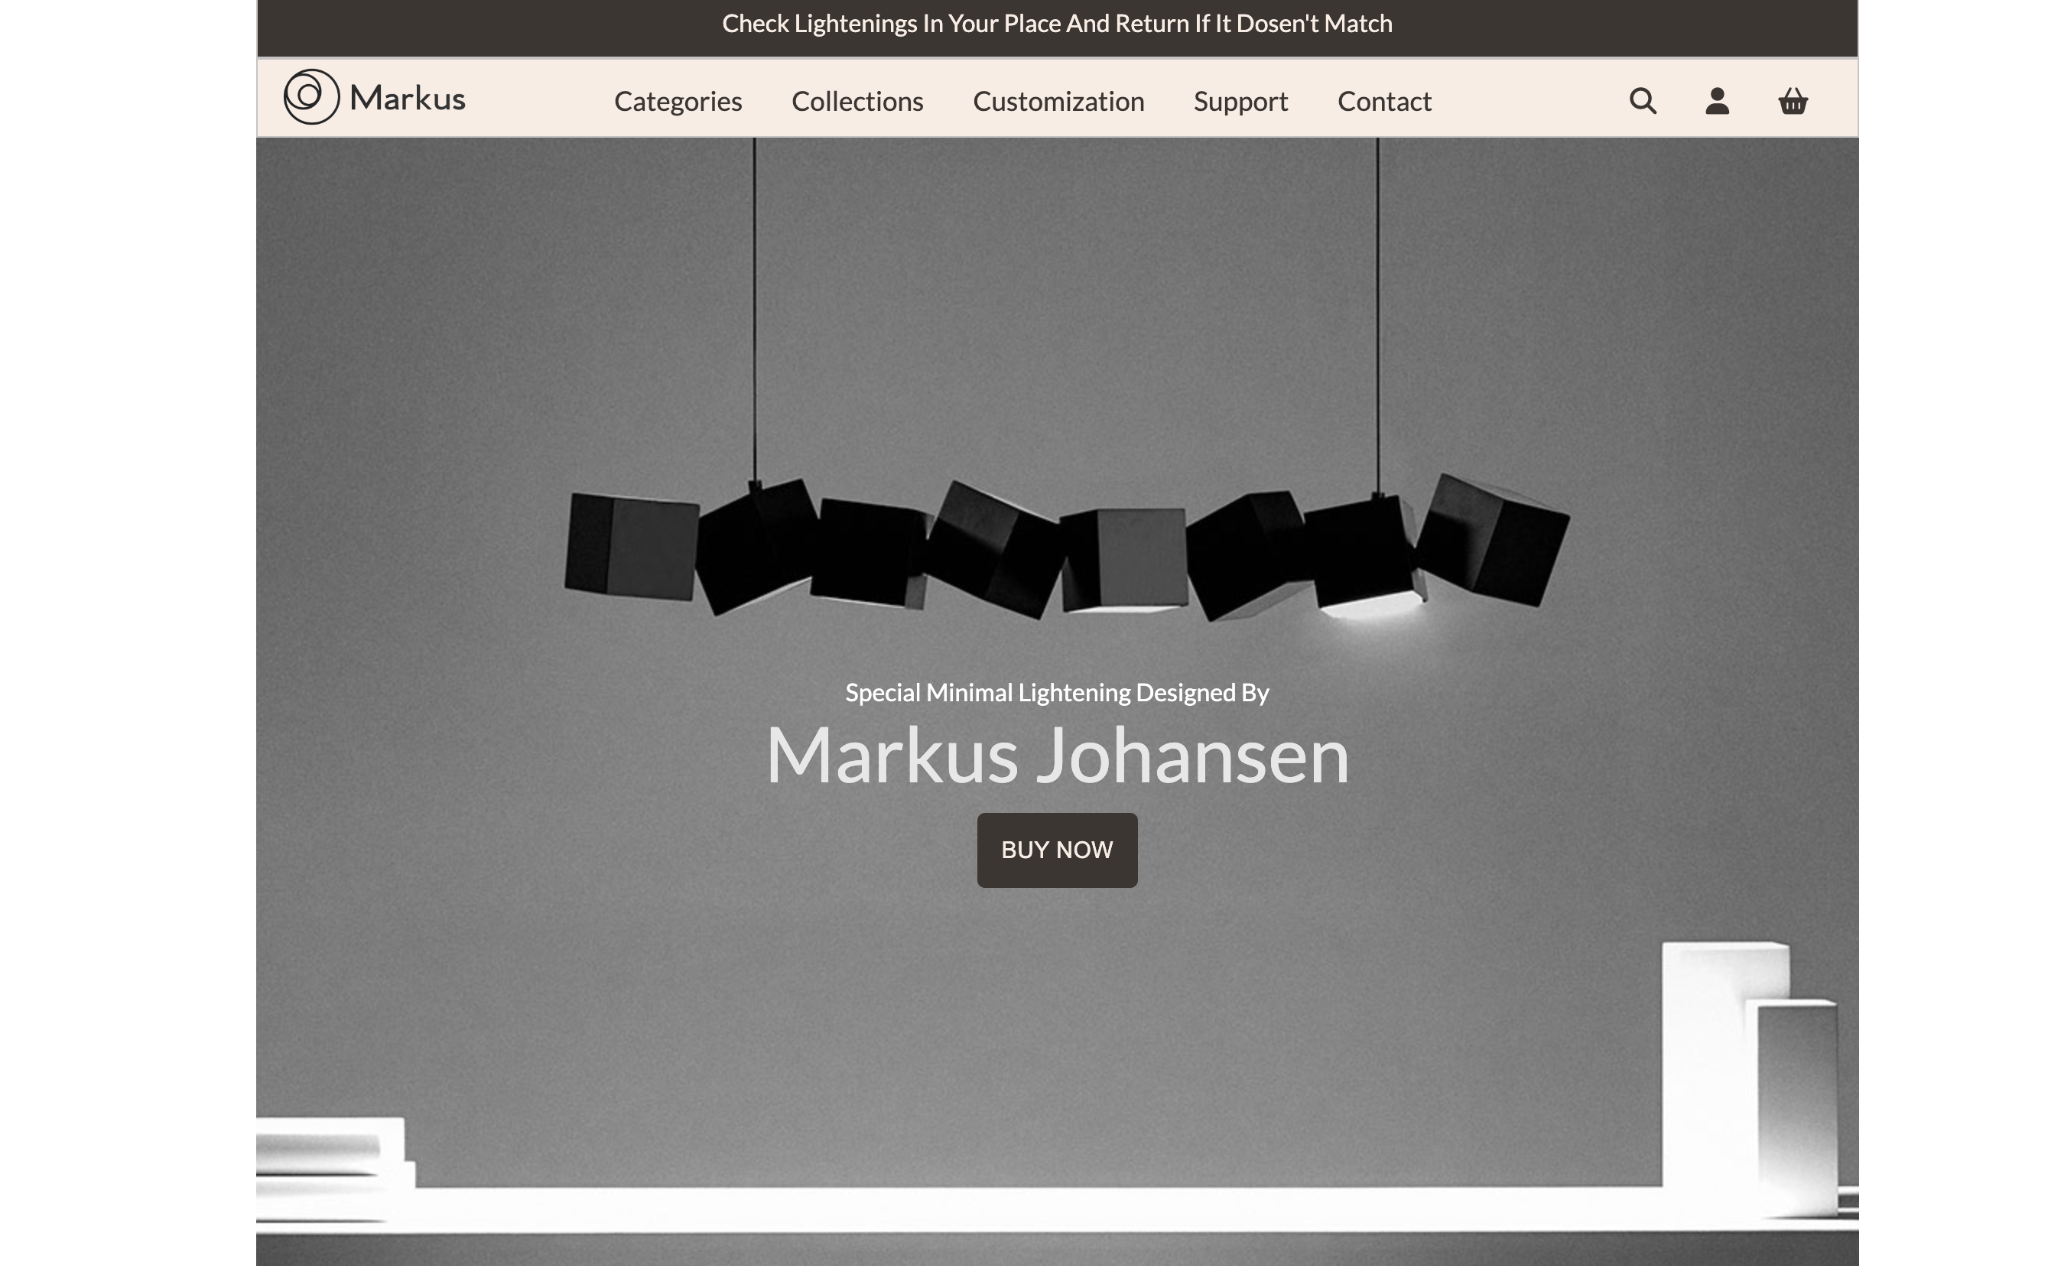 Check Lightenings In Your Place And Return If It Dosen't Match
Markus
Categories
Collections
Customization
Support
Contact
Special Minimal Lightening Designed By
Markus Johansen
BUY NOW